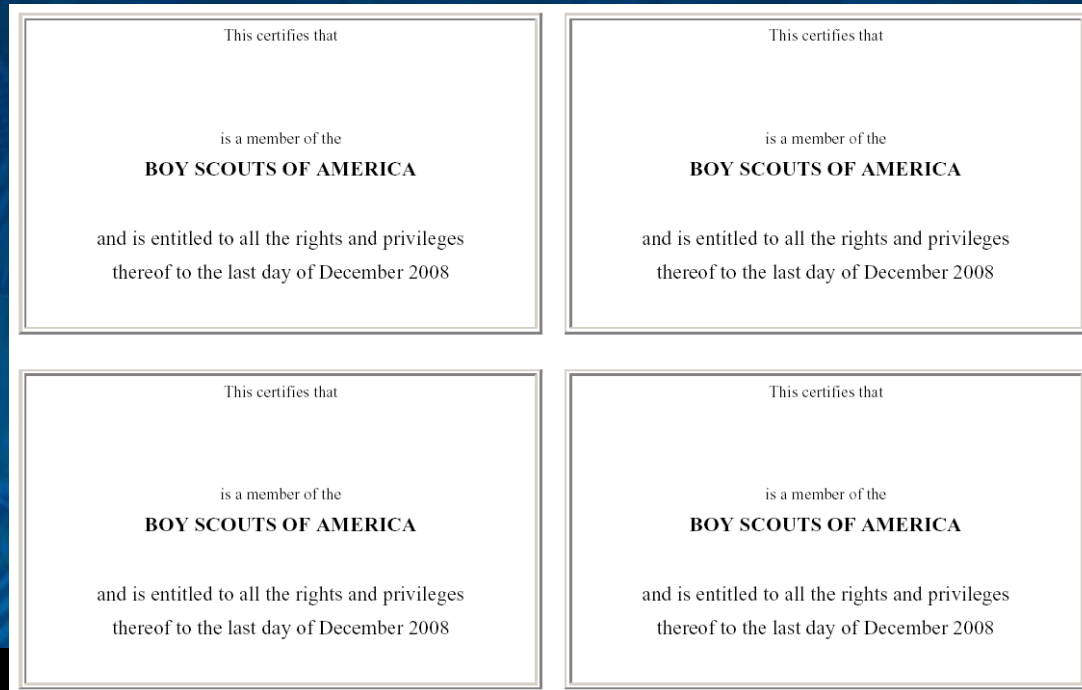 This certifies that
is a member of the
BOY SCOUTS OF AMERICA
and is entitled to all the rights and privileges
thereof to the last day of December 2008
This certifies that
is a member of the
BOY SCOUTS OF AMERICA
and is entitled to all the rights and privileges
thereof to the last day of December 2008
This certifies that
is a member of the
BOY SCOUTS OF AMERICA
and is entitled to all the rights and privileges
thereof to the last day of December 2008
This certifies that
is a member of the
BOY SCOUTS OF AMERICA
and is entitled to all the rights and privileges
thereof to the last day of December 2008